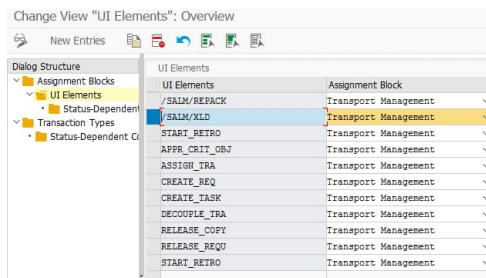 Change View "UI Elements": Overview
New Entries
Dialog Structure
Assignment Blocks
UI Elements
Status-Dependent
Transaction Types
Status-Dependent Co
UI Elements
UI Elements Assignment Block
/SALM/REPACK Transport Management
/SALM/XLD Transport Management
START_RETRO Transport Management
APPR_CRIT_OBJ Transport Management
ASSIGN_TRA Transport Management
CREATE_REQ Transport Management
CREATE_TASK Transport Management
DECOUPLE_TRA Transport Management
RELEASE_COPY Transport Management
RELEASE_REQU Transport Management
START_RETRO Transport Management